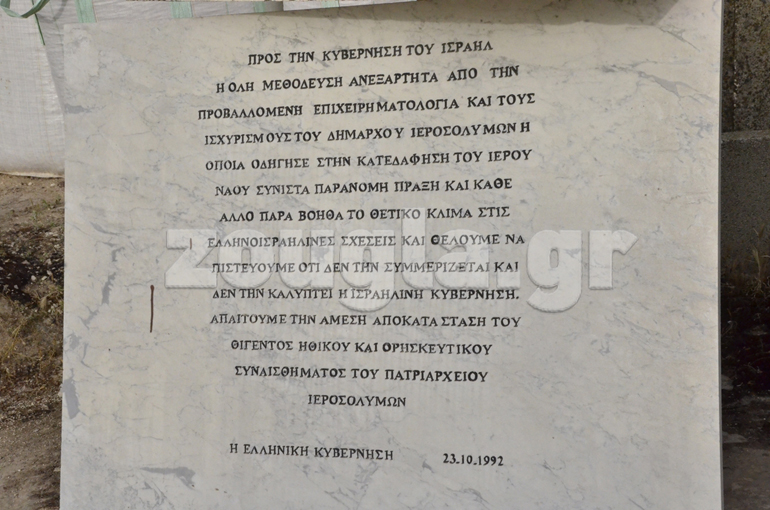 ΠΡΟΣ ΤΗΝ ΚΥΒΕΡΝΗΣΗ ΤΟΥ ΙΣΡΑΗΛ
Η ΟΛΗ ΜΕΘΟΔΕΥΣΗ ΑΝΕΞΑΡΤΗΤΑ ΑΠΟ ΤΗΝ
ΠΡΟΒΑΛΛΟΜΕΝΗ ΕΠΙΧΕΙΡΗΜΑΤΟΛΟΓΙΑ ΚΑΙ ΤΟΥΣ
ΙΣΧΥΡΙΣΜΟΥΣ ΤΟΥ ΔΗΜΑΡΧΟΥ ΙΕΡΟΣΟΛΥΜΩΝ Η
ΟΠΟΙΑ ΟΔΗΓΗΣΕ ΣΤΗΝ ΚΑΤΕΔΑΦΗΣΗ ΤΟΥ ΙΕΡΟΥ
ΝΑΟΥ ΣΥΝΙΣΤΑ ΠΑΡΑΝΟΜΗ ΠΡΑΞΗ ΚΑΙ ΚΑΘΕ
ΑΛΛΟ ΠΑΡΑ ΒΟΗΘΑ ΤΟ ΘΕΤΙΚΟ ΚΛΙΜΑ ΣΤΙΣ
ΕΛΛΗΝΟΙΣΡΑΗΛΙΝΕΣ ΣΧΕΣΕΙΣ ΚΑΙ ΘΕΛΟΥΜΕ ΝΑ
ΠΙΣΤΕΥΟΥΜΕ ΟΤΙ ΔΕΝ ΤΗΝ ΣΥΜΜΕΡΙΖΕΤΑΙ ΚΑΙ
ΔΕΝ ΤΗΝ ΚΑΛΥΠΤΕΙ Η ΙΣΡΑΗΛΙΝΗ ΚΥΒΕΡΝΗΣΗ.
ΑΠΑΙΤΟΥΜΕ ΤΗΝ ΑΜΕΣΗ ΑΠΟΚΑΤΑ ΣΤΑΣΗ ΤΟΥ
ΘΙΓΕΝΤΟΣ ΗΘΙΚΟΥ ΚΑΙ ΟΡΗΣΚΕΥΤΙΚΟΥ
ΣΥΝΑΙΣΘΗΜΑΤΟΣ ΤΟΥ ΠΑΤΡΙΑΡΧΕΙΟΥ
ΙΕΡΟΣΟΛΥΜΩΝ
Η ΕΛΛΗΝΙΚΗ ΚΥΒΕΡΝΗΣΗ 23.10.1992
zougla.gr